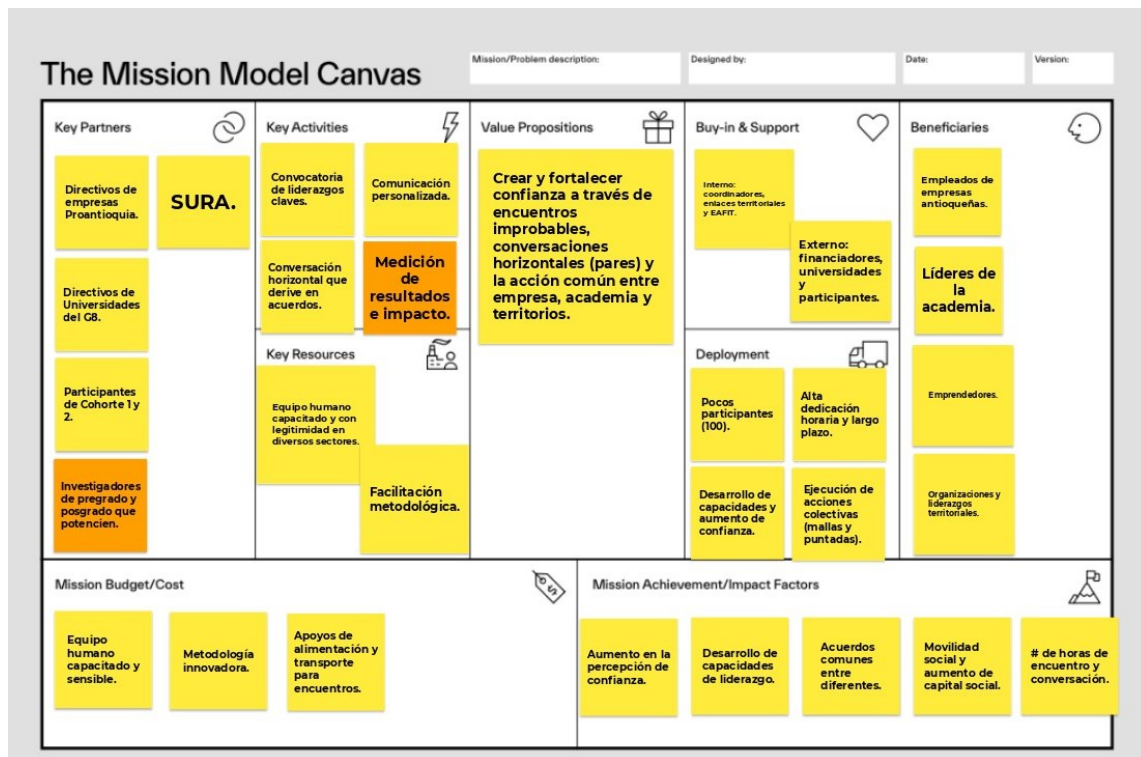 The Mission Model Canvas
Mission/Problem description:
Designed by:
Date:
Version:
Key Partners
Directivos de
empresas
Proantioquia.
SURA.
Directivos de
Universidades
del G8.
Participantes
de Cohorte 1 y
2.
Investigadores
de pregrado y
posgrado que
potencien.
Key Activities
Convocatoria
de liderazgos
claves.
Comunicación
personalizada.
Conversación
horizontal que
derive en
acuerdos.
Medición
de
resultados
e impacto.
Key Resources
Equipo humano
capacitado y con
legitimidad en
diversos sectores.
Facilitación
metodológica.
Value Propositions
Crear y fortalecer
confianza a través de
encuentros
improbables,
conversaciones
horizontales (pares) y
la acción común entre
empresa, academia y
territorios.
Buy-in & Support
Interno:
coordinadores,
enlaces territoriales
y EAFIT.
Externo:
financiadores,
universidades
y
participantes.
Deployment
Pocos
participantes
(100).
Alta
dedicación
horaria y largo
plazo.
Desarrollo de
capacidades y
aumento de
confianza.
Ejecución de
acciones
colectivas
(mallas y
puntadas).
Beneficiaries
Empleados de
empresas
antioqueñas.
Líderes de
la
academia.
Emprendedores.
Organizaciones y
liderazgos
territoriales.
Mission Budget/Cost
Equipo
humano
capacitado y
sensible.
Metodología
innovadora.
Apoyos de
alimentación y
transporte
para
encuentros.
Mission Achievement/Impact Factors
Aumento en la
percepción de
confianza.
Desarrollo de
capacidades
de liderazgo.
Acuerdos
comunes
entre
diferentes.
Movilidad
social y
aumento de
capital social.
# de horas de
encuentro y
conversación.